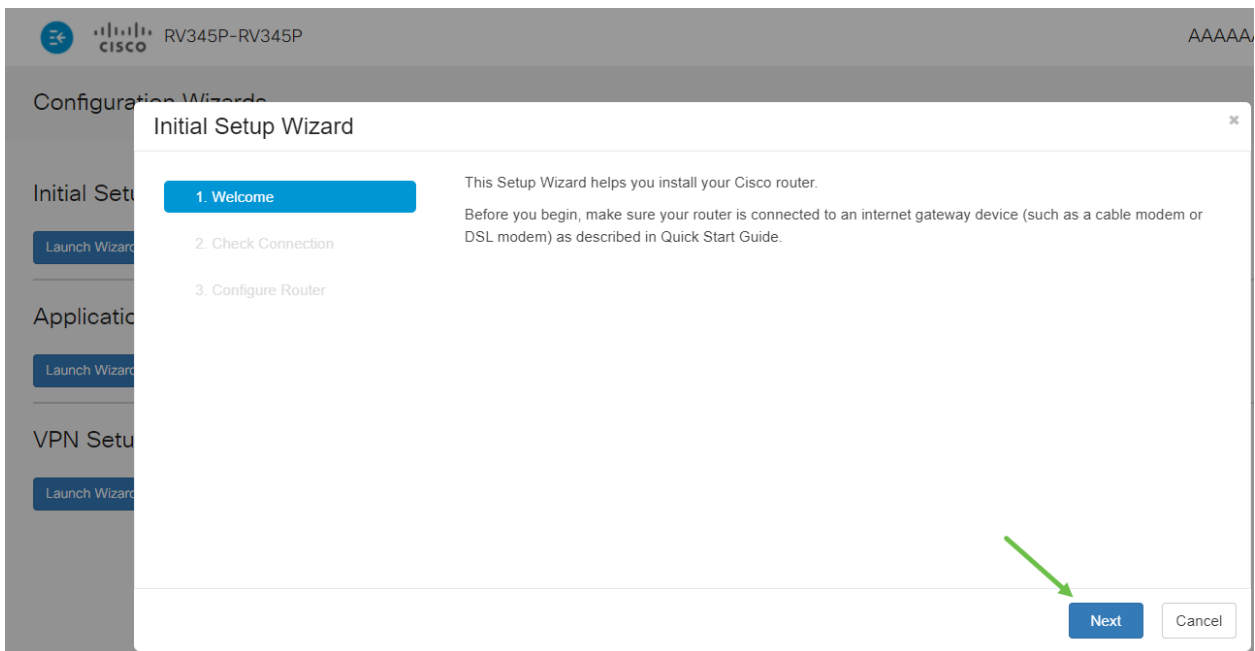 CISCO RV345P-RV345P
Configuration Wizards
Initial Setup Wizard
×
Initial Setu
1. Welcome
This Setup Wizard helps you install your Cisco router.
Before you begin, make sure your router is connected to an internet gateway device (such as a cable modem or
DSL modem) as described in Quick Start Guide.
Launch Wizard
2. Check Connection
3. Configure Router
Applicatio
Launch Wizard
VPN Setu
Launch Wizard
Next
Cancel